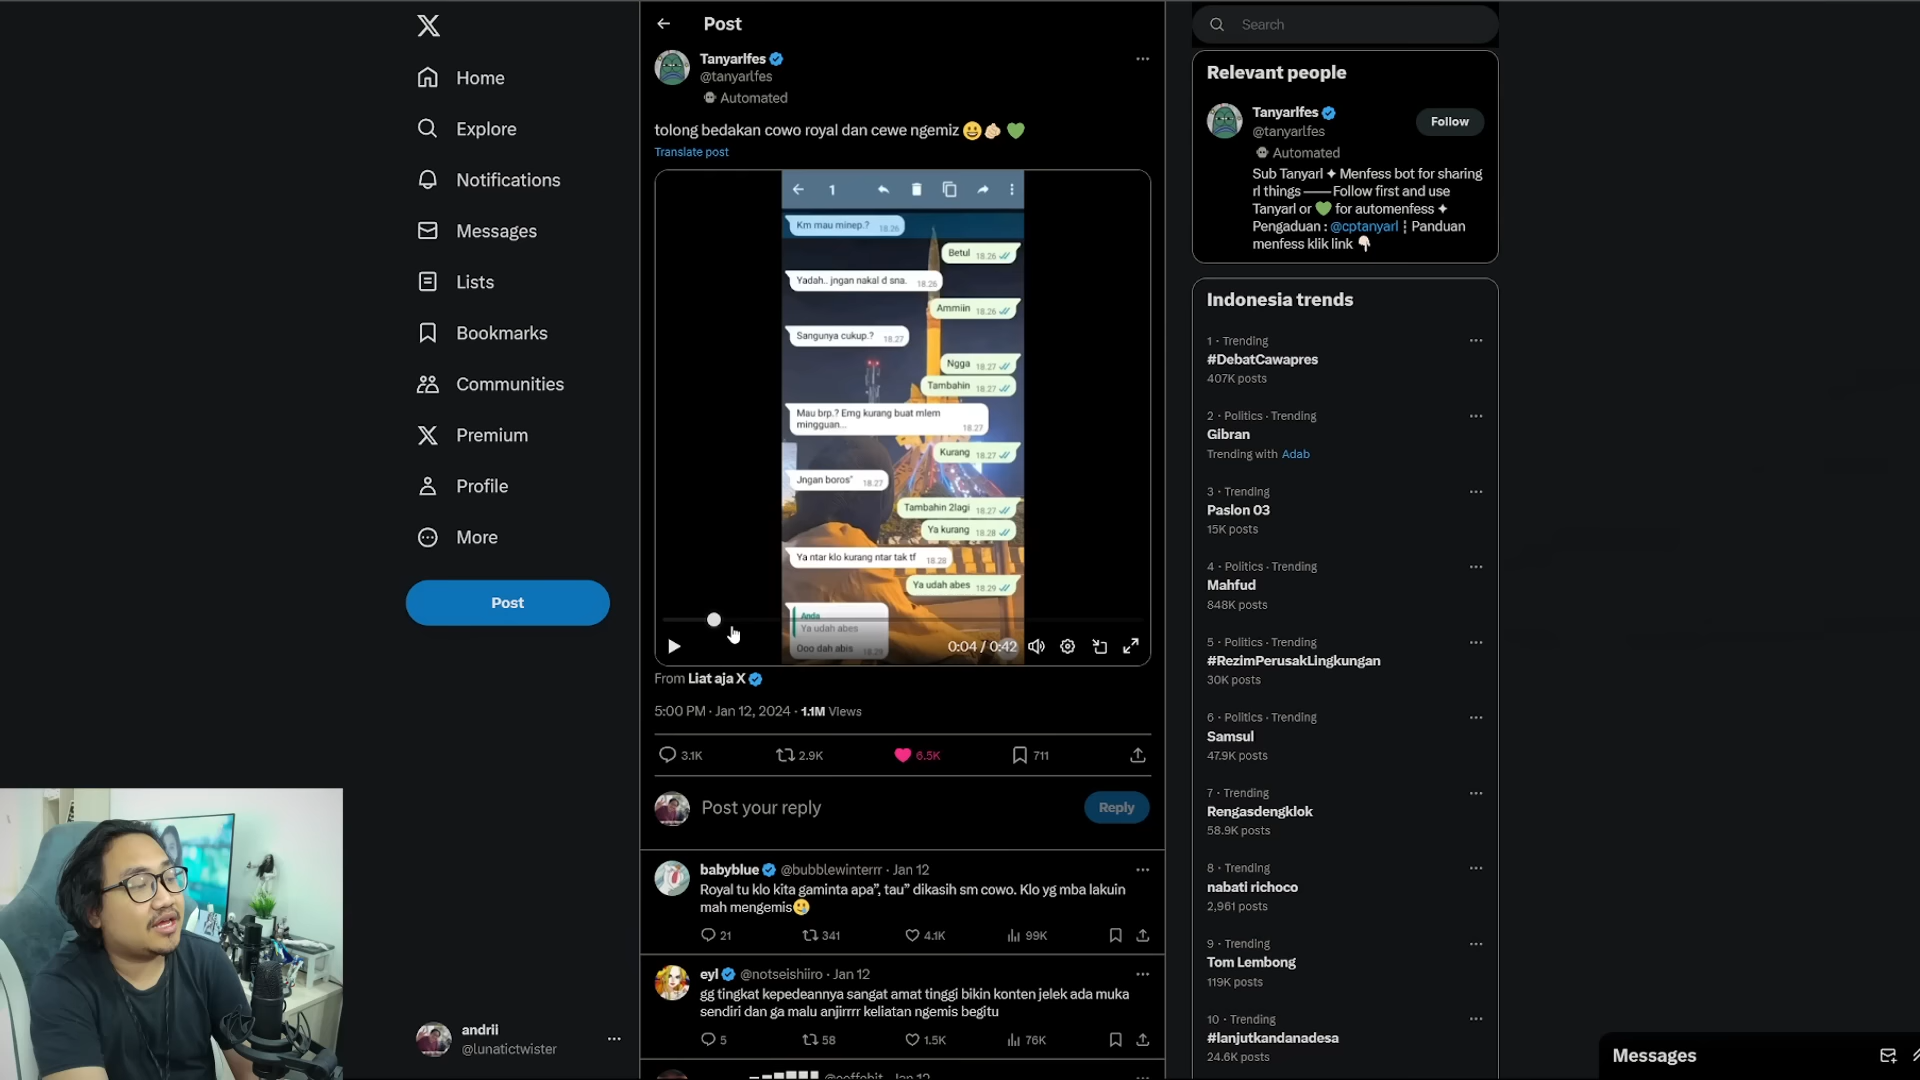 Home
Explore
Notifications
Messages
Lists
Bookmarks
Communities
Premium
Profile
More
Post
andrii
@lunatictwister
Post
Tanyarlfes
@tanyarlfes
Automated
tolong bedakan cowo royal dan cewe ngemiz 😀🫵🏻 💚
Translate post
1
Km mau minep.? 18.26
Betul 18.26
Yadah.. jngan nakal d sna. 18.26
Ammiin 18.26
Sangunya cukup.? 18.27
Ngga 18.27
Tambahin 18.27
Mau brp.? Emg kurang buat mlem
mingguan... 18.27
Kurang 18.27
Jngan boros" 18.27
Tambahin 2lagi 18.27
Ya kurang 18.28
Ya ntar klo kurang ntar tak tf 18.28
Ya udah abes 18.29
Anda
Ya udah abes
Ooo dah abis 18.29
0:04 / 0:42
From Liat aja X
5:00 PM · Jan 12, 2024 · 1.1M Views
3.1K 2.9K 6.5K 711
Post your reply
Reply
babyblue @bubblewinterrr · Jan 12
Royal tu klo kita gaminta apa", tau" dikasih sm cowo. Klo yg mba lakuin
mah mengemis🥲
21 341 4.1K 99K
eyl @notseishiiro · Jan 12
gg tingkat kepedeannya sangat amat tinggi bikin konten jelek ada muka
sendiri dan ga malu anjirrrr keliatan ngemis begitu
5 58 1.5K 76K
Search
Relevant people
Tanyarlfes
@tanyarlfes
Follow
Automated
Sub Tanyarl ✦ Menfess bot for sharing
rl things ——Follow first and use
Tanyarl or 💚 for automenfess ✦
Pengaduan : @cptanyarl ┆ Panduan
menfess klik link 👇🏻
Indonesia trends
1 · Trending
#DebatCawapres
407K posts
2 · Politics · Trending
Gibran
Trending with Adab
3 · Trending
Paslon 03
15K posts
4 · Politics · Trending
Mahfud
848K posts
5 · Politics · Trending
#RezimPerusakLingkungan
30K posts
6 · Politics · Trending
Samsul
47.9K posts
7 · Trending
Rengasdengklok
58.9K posts
8 · Trending
nabati richoco
2,961 posts
9 · Trending
Tom Lembong
119K posts
10 · Trending
#lanjutkandanadesa
24.6K posts
Messages